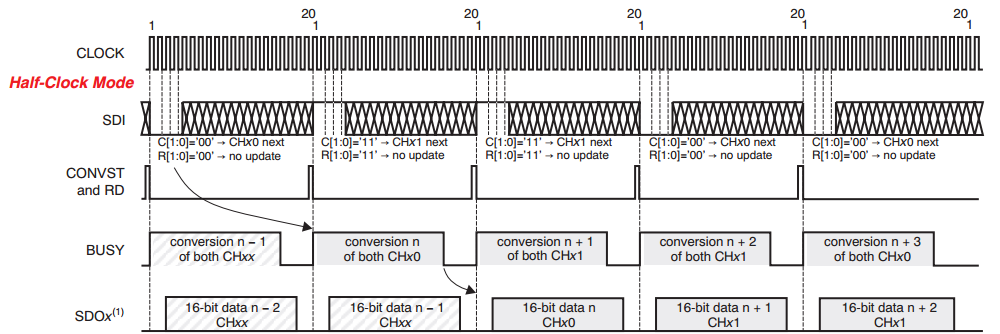 20 20 20 20 20
1 1 1 1 1 1
CLOCK
Half-Clock Mode
SDI
C[1:0]='00' → CHx0 next C[1:0]='11' → CHx1 next C[1:0]='11' → CHx1 next C[1:0]='00' → CHx0 next C[1:0]='00' → CHx0 next
R[1:0]='00' → no update R[1:0]='11' → no update R[1:0]='11' → no update R[1:0]='00' → no update R[1:0]='00' → no update
CONVST
and RD
BUSY
conversion n − 1 conversion n conversion n + 1 conversion n + 2 conversion n + 3
of both CHxx of both CHx0 of both CHx1 of both CHx1 of both CHx0
SDOx(1)
16-bit data n − 2 16-bit data n − 1 16-bit data n 16-bit data n + 1 16-bit data n + 2
CHxx CHxx CHx0 CHx1 CHx1